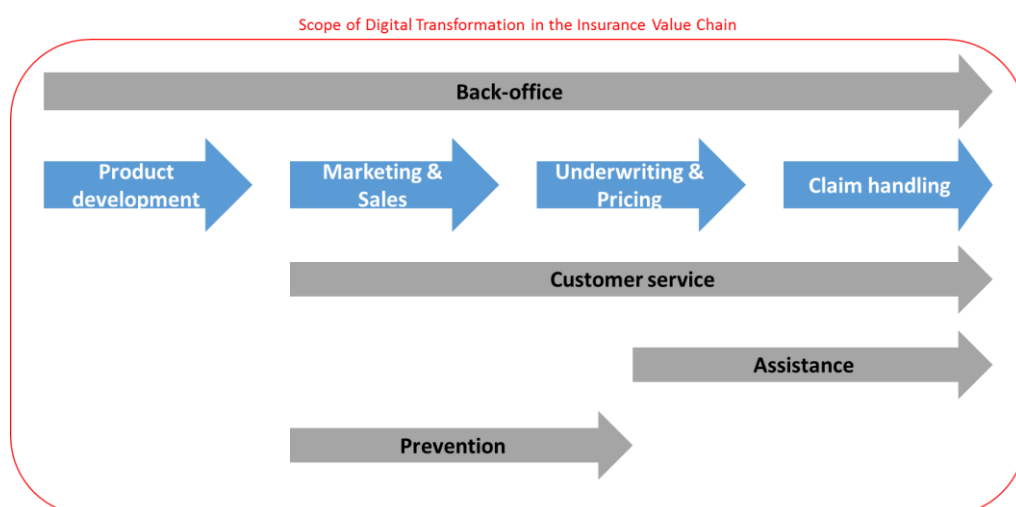 Scope of Digital Transformation in the Insurance Value Chain
Back-office
Product
development
Marketing &
Sales
Underwriting &
Pricing
Claim handling
Customer service
Assistance
Prevention